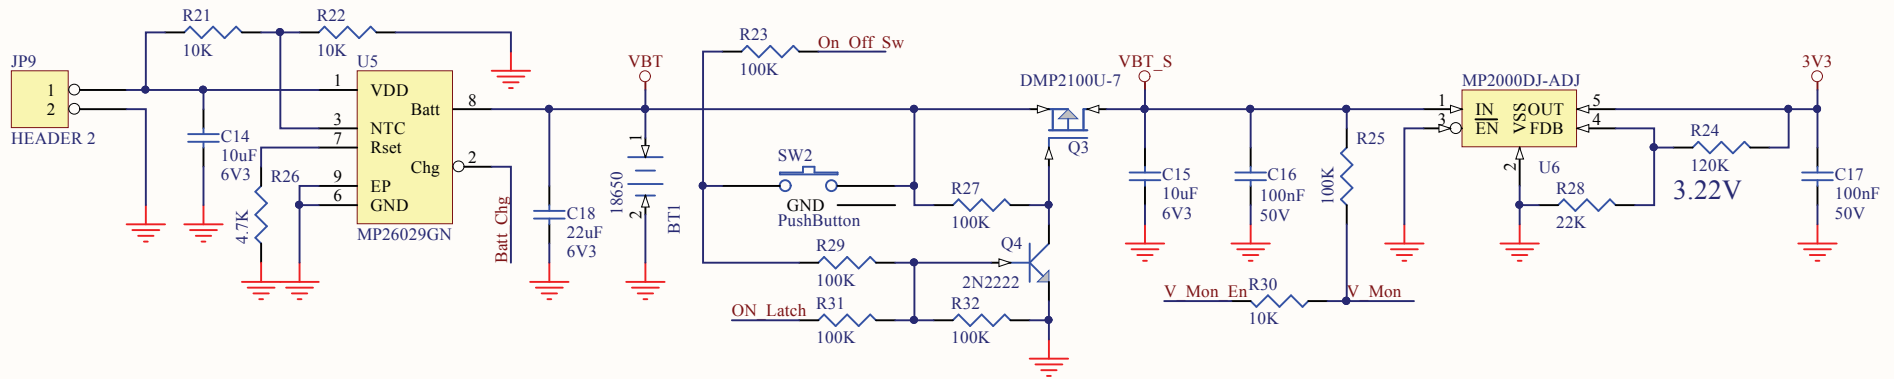 R21
10K
R22
10K
JP9
1
2
HEADER 2
C14
10uF
6V3
R26
4.7K
U5
1
VDD
3
NTC
7
Rset
9
EP
6
GND
Batt
8
Chg
2
MP26029GN
Batt_Chg
C18
22uF
6V3
VBT
1
18650
2
BT1
R23
100K
On_Off_Sw
SW2
GND
PushButton
R27
100K
R29
100K
ON_Latch
R31
100K
R32
100K
Q4
2N2222
DMP2100U-7
Q3
VBT_S
C15
10uF
6V3
C16
100nF
50V
R25
100K
V_Mon_En
R30
10K
V_Mon
MP2000DJ-ADJ
1
IN
3
EN
VSS
OUT
5
FDB
4
2
U6
R28
22K
R24
120K
3.22V
3V3
C17
100nF
50V